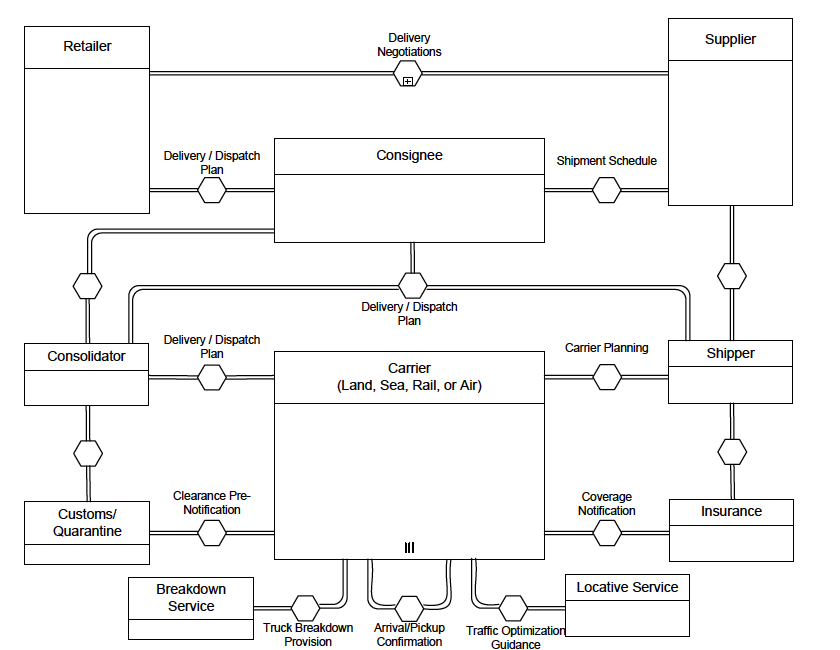 Retailer
Delivery
Negotiations
Supplier
Delivery / Dispatch
Plan
Consignee
Shipment Schedule
Delivery / Dispatch
Plan
Consolidator
Delivery / Dispatch
Plan
Carrier
(Land, Sea, Rail, or Air)
Carrier Planning
Shipper
Customs/
Quarantine
Clearance Pre-
Notification
Coverage
Notification
Insurance
Breakdown
Service
Truck Breakdown
Provision
Arrival/Pickup
Confirmation
Traffic Optimization
Guidance
Locative Service